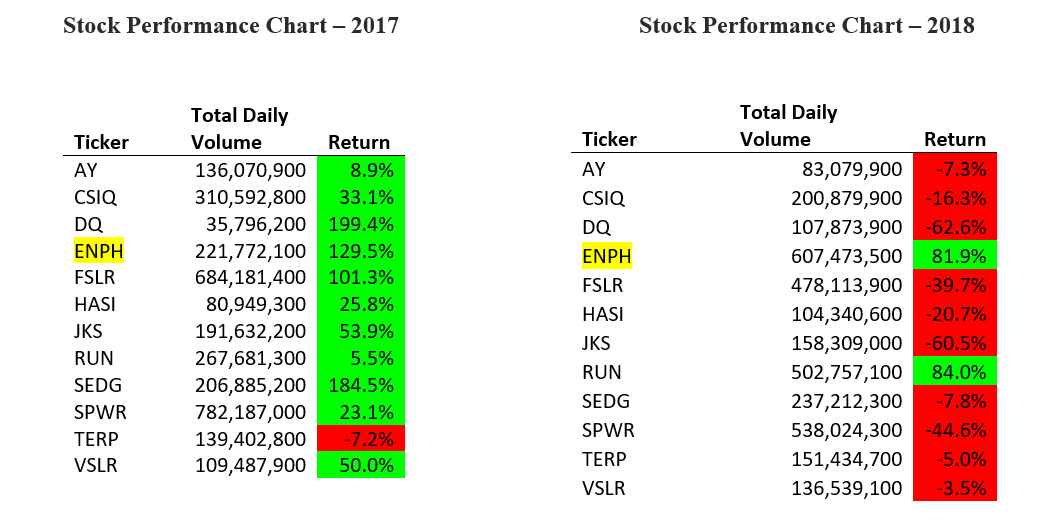 Stock Performance Chart – 2017
Total Daily
Ticker Volume Return
AY 136,070,900 8.9%
CSIQ 310,592,800 33.1%
DQ 35,796,200 199.4%
ENPH 221,772,100 129.5%
FSLR 684,181,400 101.3%
HASI 80,949,300 25.8%
JKS 191,632,200 53.9%
RUN 267,681,300 5.5%
SEDG 206,885,200 184.5%
SPWR 782,187,000 23.1%
TERP 139,402,800 -7.2%
VSLR 109,487,900 50.0%
Stock Performance Chart – 2018
Total Daily
Ticker Volume Return
AY 83,079,900 -7.3%
CSIQ 200,879,900 -16.3%
DQ 107,873,900 -62.6%
ENPH 607,473,500 81.9%
FSLR 478,113,900 -39.7%
HASI 104,340,600 -20.7%
JKS 158,309,000 -60.5%
RUN 502,757,100 84.0%
SEDG 237,212,300 -7.8%
SPWR 538,024,300 -44.6%
TERP 151,434,700 -5.0%
VSLR 136,539,100 -3.5%